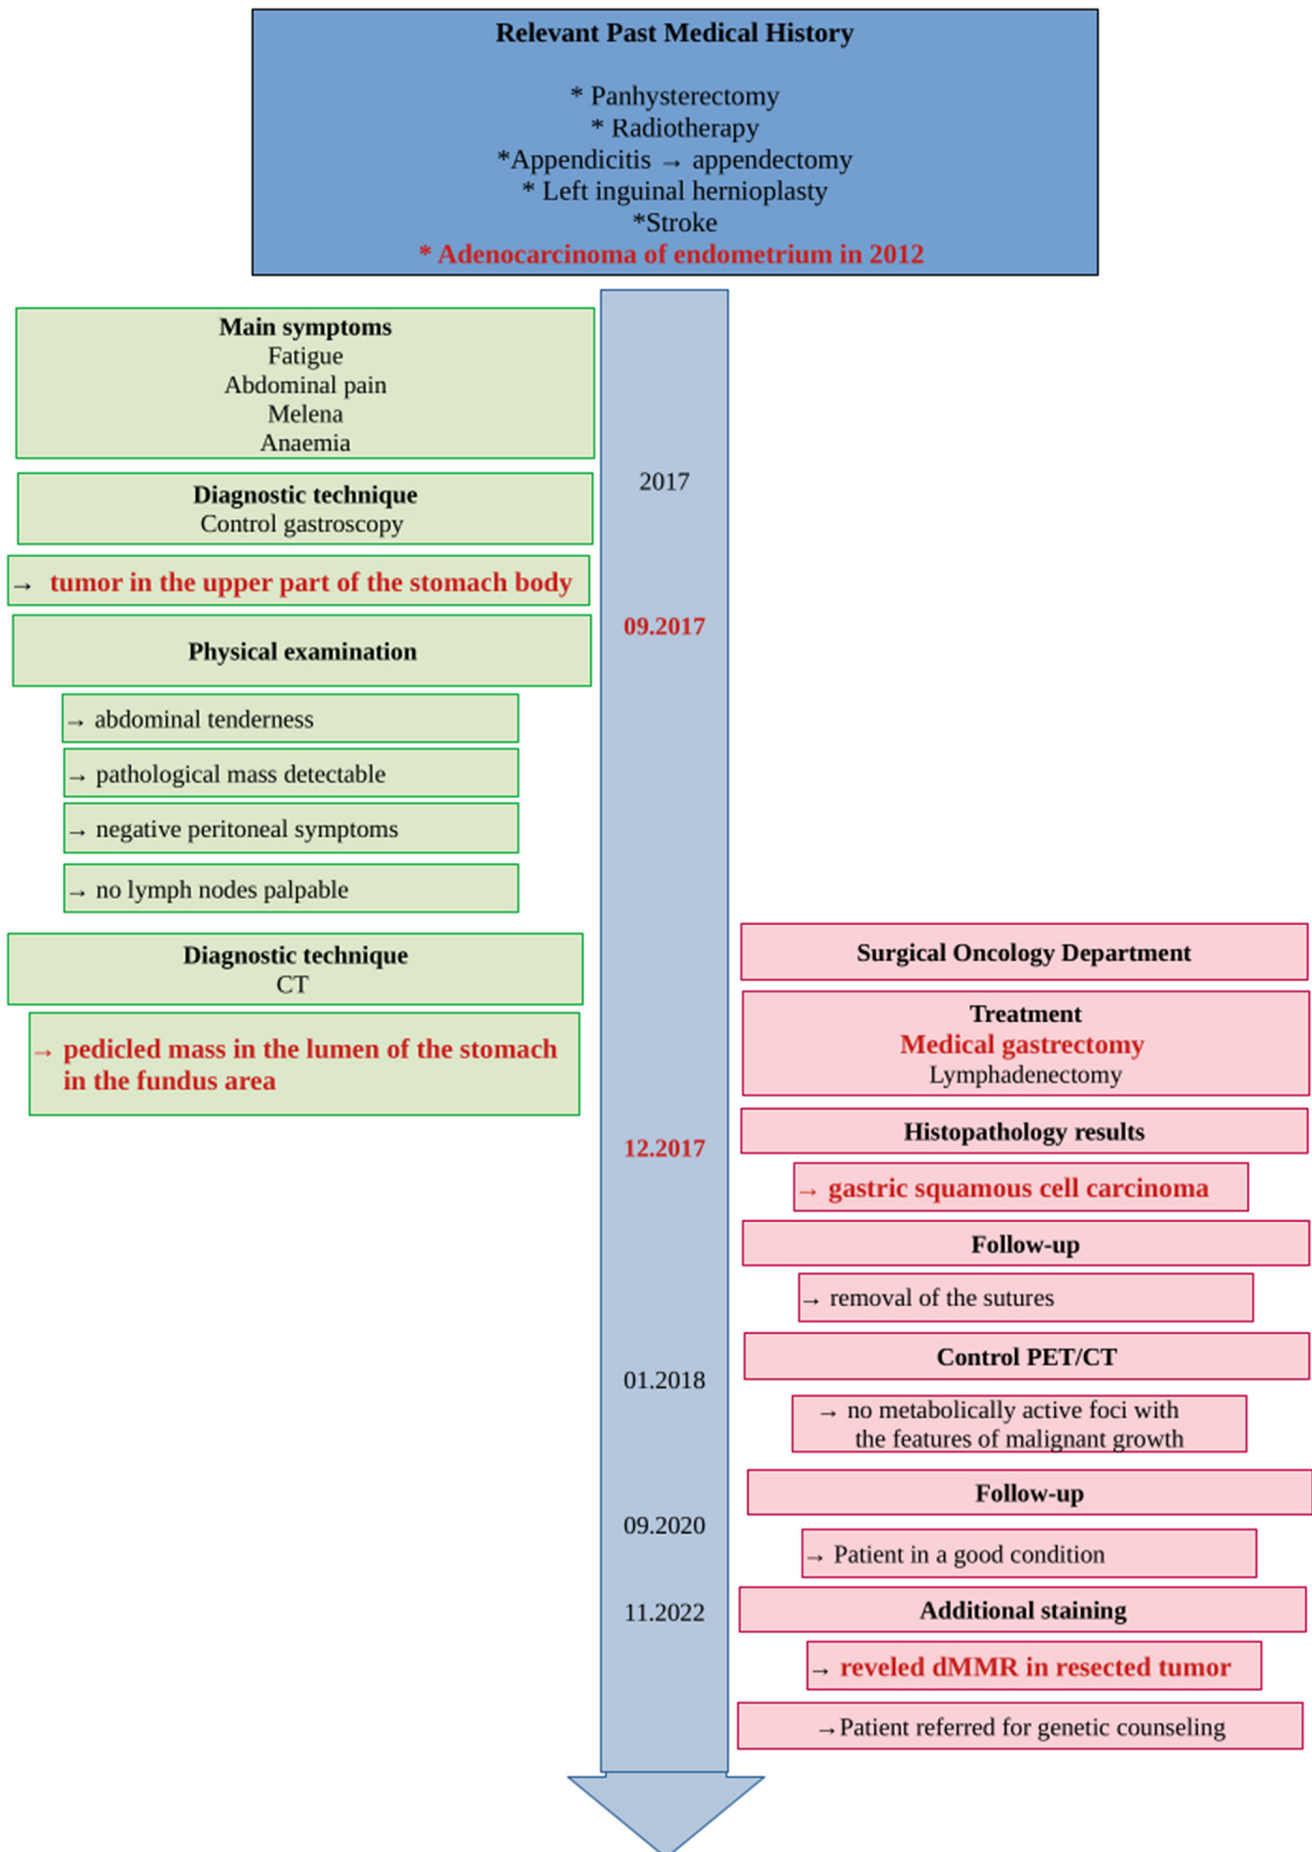 Relevant Past Medical History
* Panhysterectomy
* Radiotherapy
*Appendicitis → appendectomy
* Left inguinal hernioplasty
*Stroke
* Adenocarcinoma of endometrium in 2012
Main symptoms
Fatigue
Abdominal pain
Melena
Anaemia
2017
Diagnostic technique
Control gastroscopy
→ tumor in the upper part of the stomach body
09.2017
Physical examination
→ abdominal tenderness
→ pathological mass detectable
→ negative peritoneal symptoms
→ no lymph nodes palpable
Diagnostic technique
CT
→ pedicled mass in the lumen of the stomach
in the fundus area
Surgical Oncology Department
Treatment
Medical gastrectomy
Lymphadenectomy
12.2017
Histopathology results
→ gastric squamous cell carcinoma
Follow-up
→ removal of the sutures
01.2018
Control PET/CT
→ no metabolically active foci with
the features of malignant growth
09.2020
Follow-up
→ Patient in a good condition
11.2022
Additional staining
→ reveled dMMR in resected tumor
→Patient referred for genetic counseling